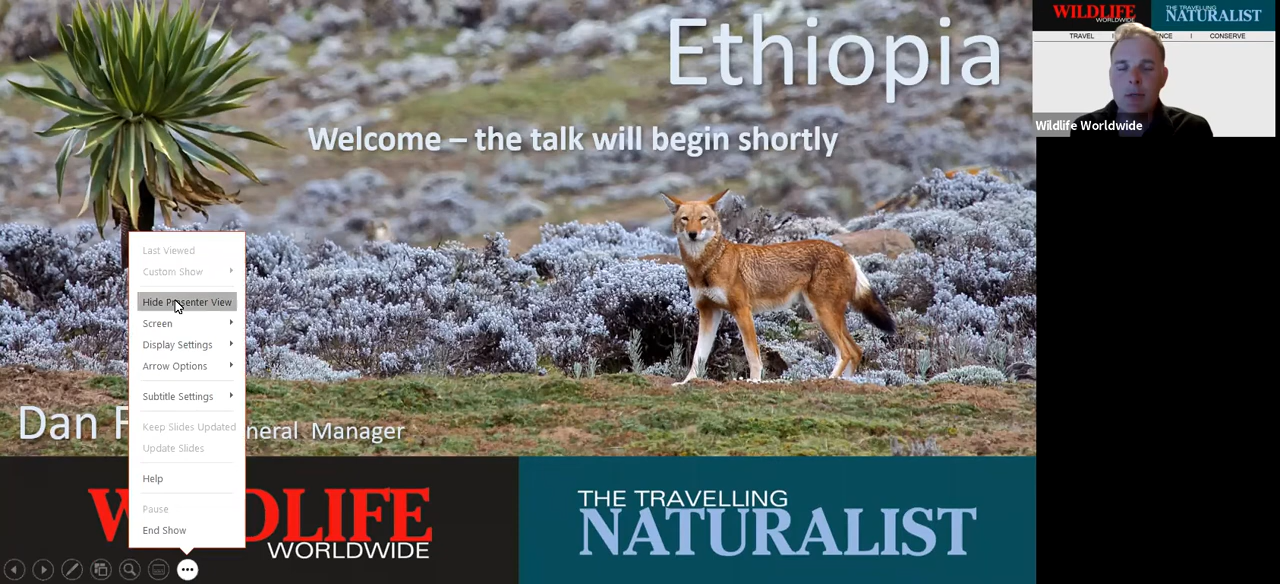 Ethiopia
Welcome – the talk will begin shortly
WILDLIFE
WORLDWIDE
THE TRAVELLING
NATURALIST
TRAVEL I I CONSERVE
Wildlife Worldwide
Last Viewed
Custom Show
Hide Presenter View
Screen
Display Settings
Arrow Options
Subtitle Settings
Keep Slides Updated
Update Slides
Help
Pause
End Show
Dan Manager
WILDLIFE
WORLDWIDE
THE TRAVELLING
NATURALIST